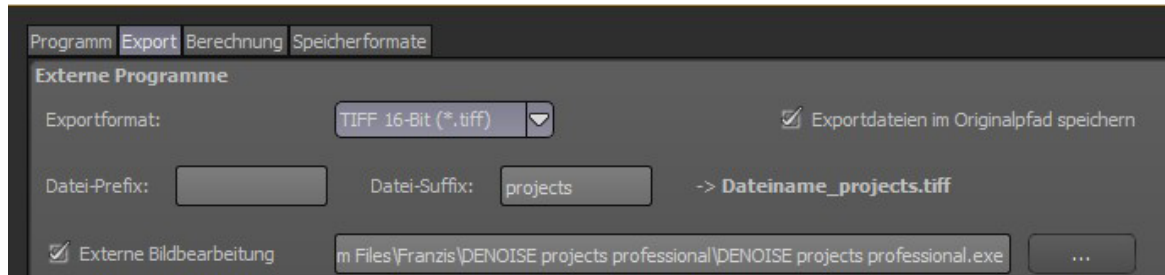 Programm Export Berechnung Speicherformate
Externe Programme
Exportformat: TIFF 16-Bit (*.tiff) Exportdateien im Originalpfad speichern
Datei-Prefix: Datei-Suffix: projects -> Dateiname_projects.tiff
Externe Bildbearbeitung m Files\Franzis\DENOISE projects professional\DENOISE projects professional.exe ...